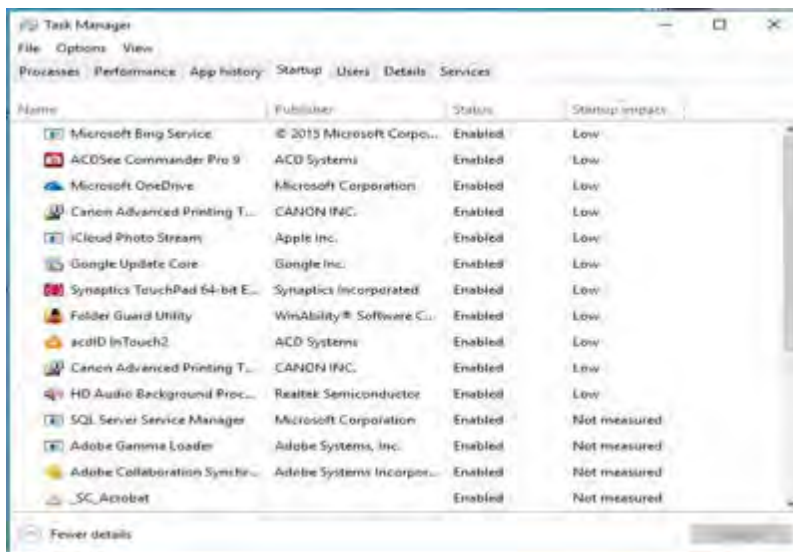 Task Manager
File Options View
Processes Performance App history Startup Users Details Services
Name Publisher Status Startup impact
Microsoft Bing Service © 2015 Microsoft Corpo... Enabled Low
ACDSee Commander Pro 9 ACD Systems Enabled Low
Microsoft OneDrive Microsoft Corporation Enabled Low
Canon Advanced Printing T... CANON INC. Enabled Low
iCloud Photo Stream Apple Inc. Enabled Low
Google Update Core Google Inc. Enabled Low
Synaptics TouchPad 64-bit E... Synaptics Incorporated Enabled Low
Folder Guard Utility WinAbility® Software C... Enabled Low
acdID InTouch2 ACD Systems Enabled Low
Canon Advanced Printing T... CANON INC. Enabled Low
HD Audio Background Proc... Realtek Semiconductor Enabled Low
SQL Server Service Manager Microsoft Corporation Enabled Not measured
Adobe Gamma Loader Adobe Systems, Inc. Enabled Not measured
Adobe Collaboration Synchr... Adobe Systems Incorpor... Enabled Not measured
_SC_Acrobat Enabled Not measured
Fewer details